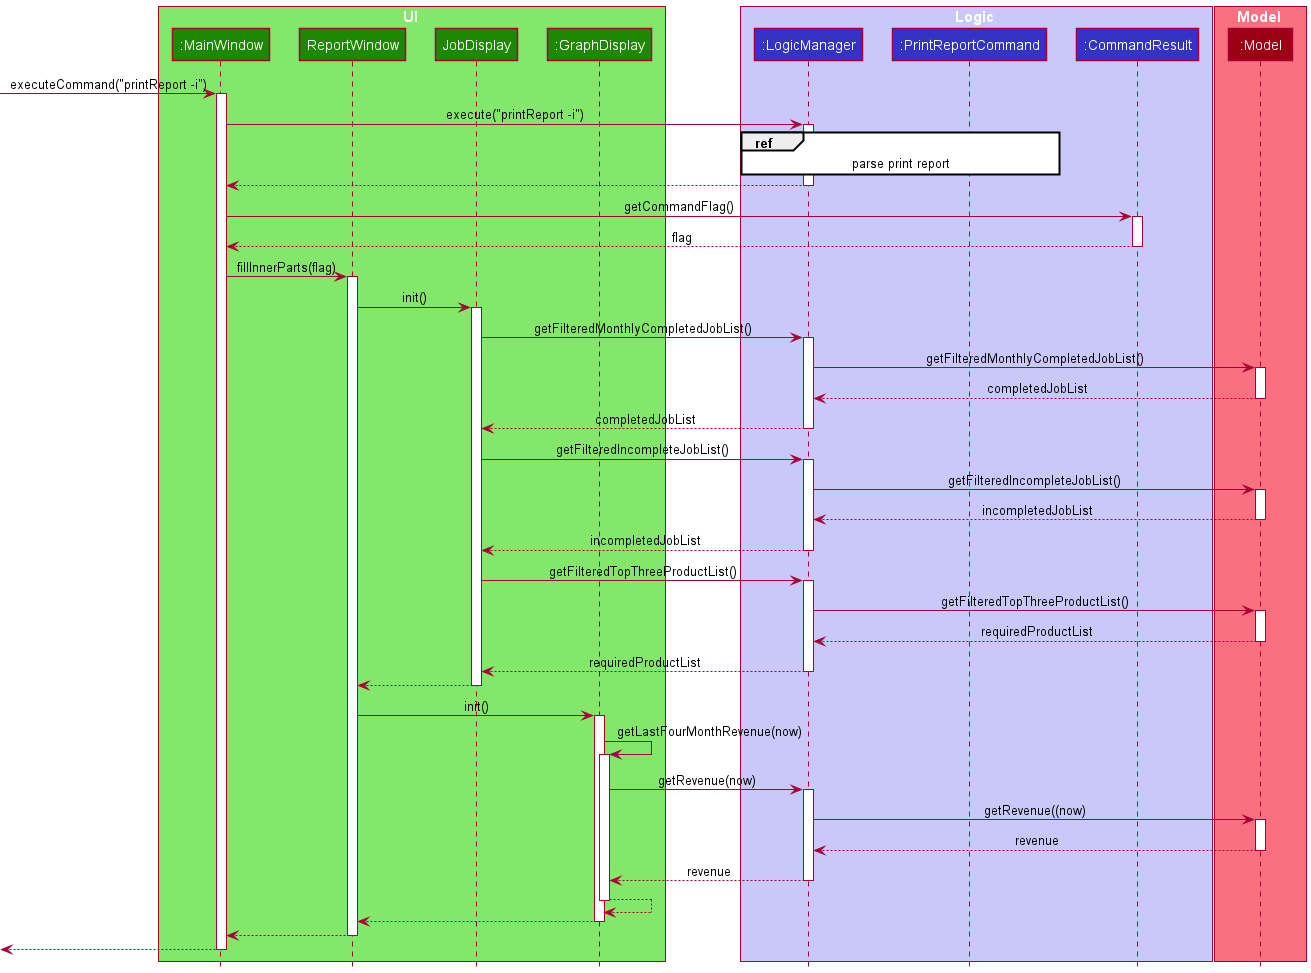 UI
Logic
Model
:MainWindow
ReportWindow
JobDisplay
:GraphDisplay
:LogicManager
:PrintReportCommand
:CommandResult
:Model
executeCommand("printReport -i")
execute("printReport -i")
ref
parse print report
getCommandFlag()
flag
fillInnerParts(flag)
init()
getFilteredMonthlyCompletedJobList()
getFilteredMonthlyCompletedJobList()
completedJobList
completedJobList
getFilteredIncompleteJobList()
getFilteredIncompleteJobList()
incompletedJobList
incompletedJobList
getFilteredTopThreeProductList()
getFilteredTopThreeProductList()
requiredProductList
requiredProductList
init()
getLastFourMonthRevenue(now)
getRevenue(now)
getRevenue((now)
revenue
revenue